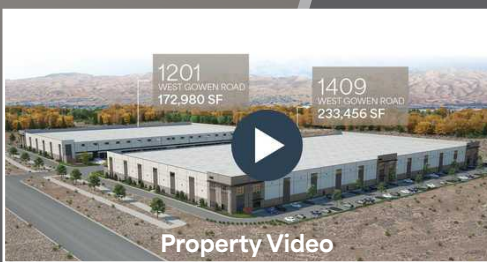 1201
WEST GOWEN ROAD
172,980 SF
1409
WEST GOWEN ROAD
233,456 SF
Property Video